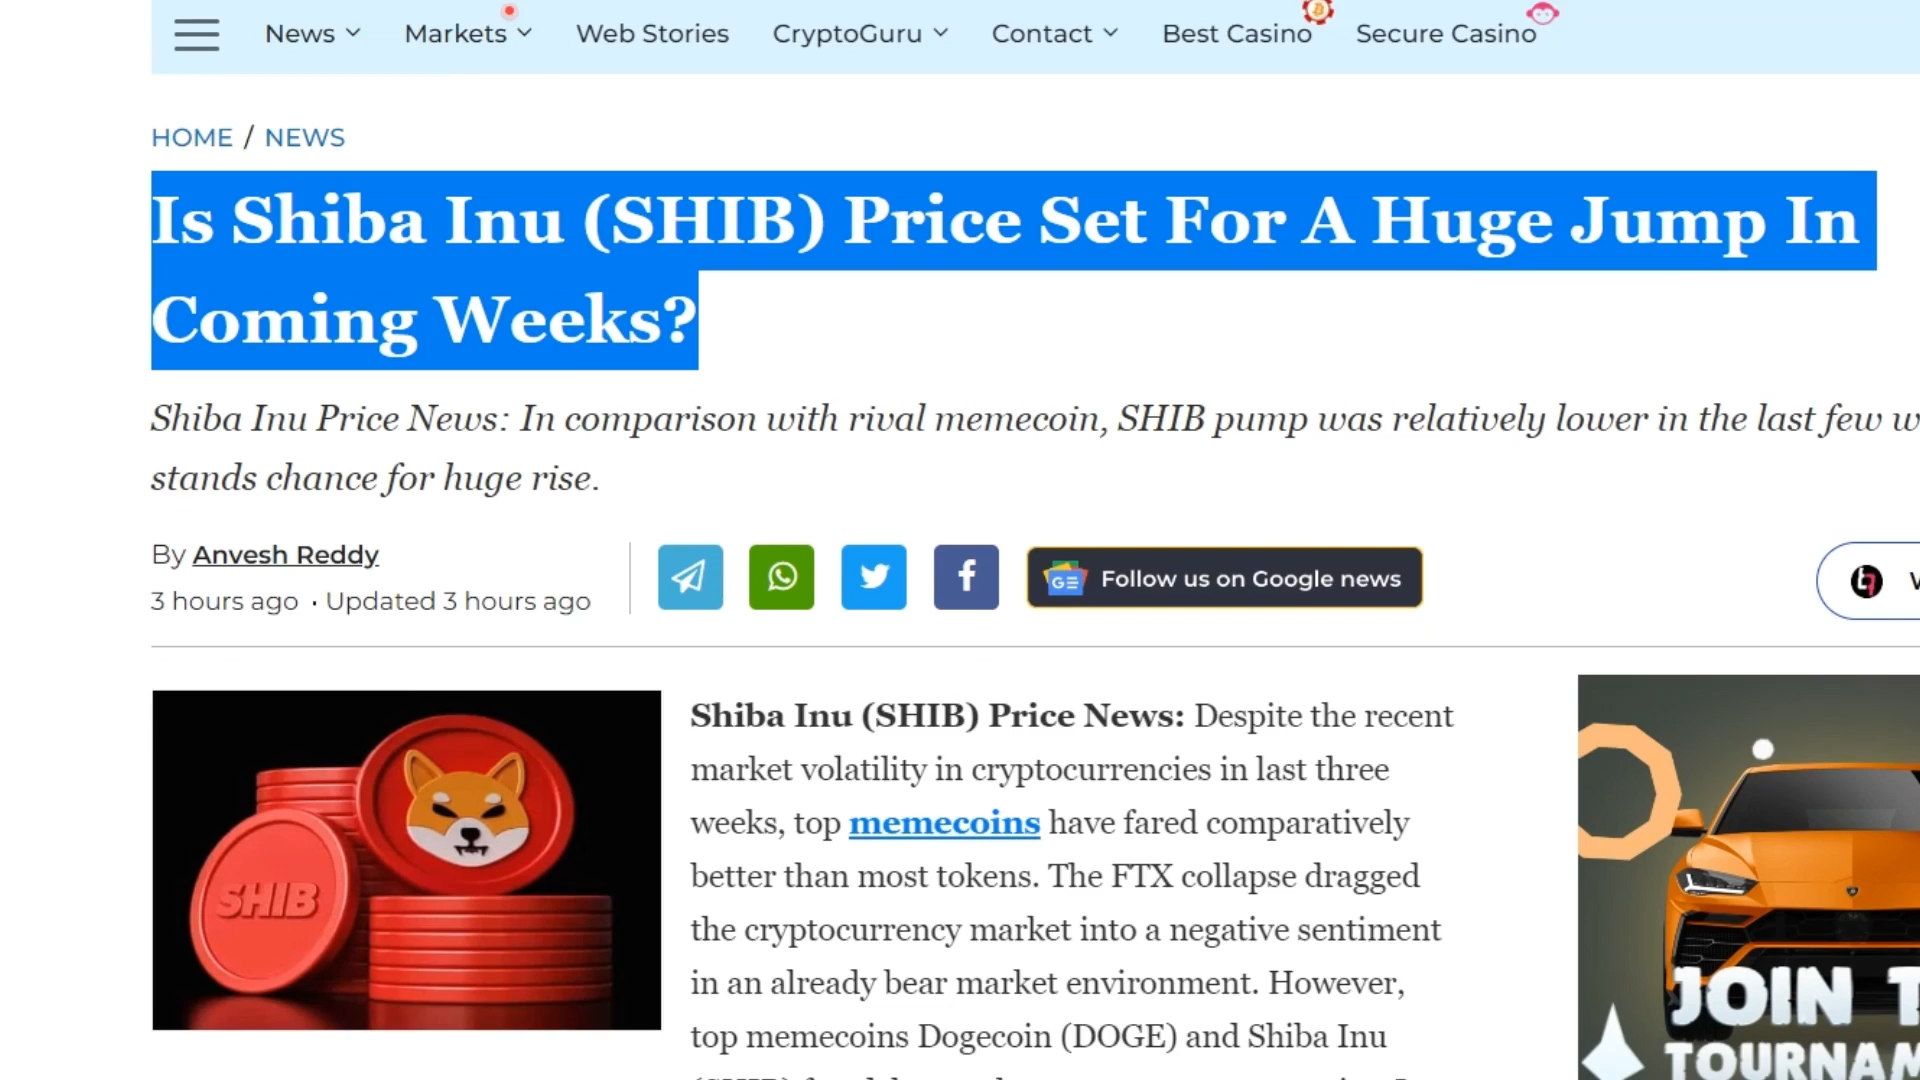 News Markets Web Stories CryptoGuru Contact Best Casino Secure Casino
HOME / NEWS
Is Shiba Inu (SHIB) Price Set For A Huge Jump In
Coming Weeks?
Shiba Inu Price News: In comparison with rival memecoin, SHIB pump was relatively lower in the last few
stands chance for huge rise.
By Anvesh Reddy
3 hours ago · Updated 3 hours ago
GE Follow us on Google news
SHIB
Shiba Inu (SHIB) Price News: Despite the recent
market volatility in cryptocurrencies in last three
weeks, top memecoins have fared comparatively
better than most tokens. The FTX collapse dragged
the cryptocurrency market into a negative sentiment
in an already bear market environment. However,
top memecoins Dogecoin (DOGE) and Shiba Inu
JOIN